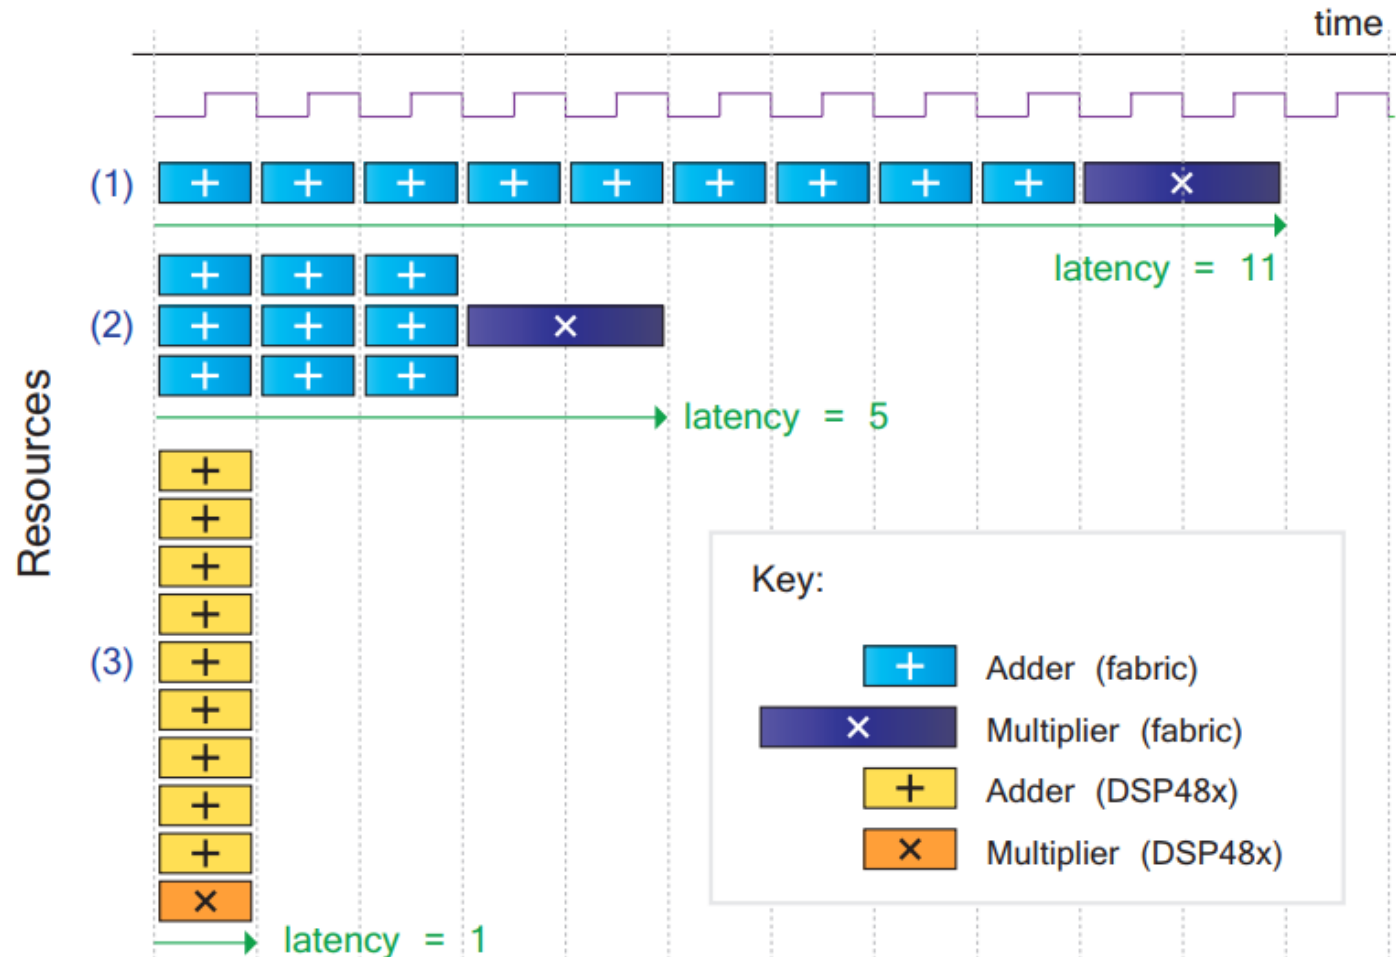 time
(1)
+ + + + + + + + + ×
latency = 11
+ + +
(2) + + + ×
+ + +
latency = 5
Resources
+
+
+
+
(3) +
+
+
+
+
×
latency = 1
Key:
+ Adder (fabric)
× Multiplier (fabric)
+ Adder (DSP48x)
× Multiplier (DSP48x)